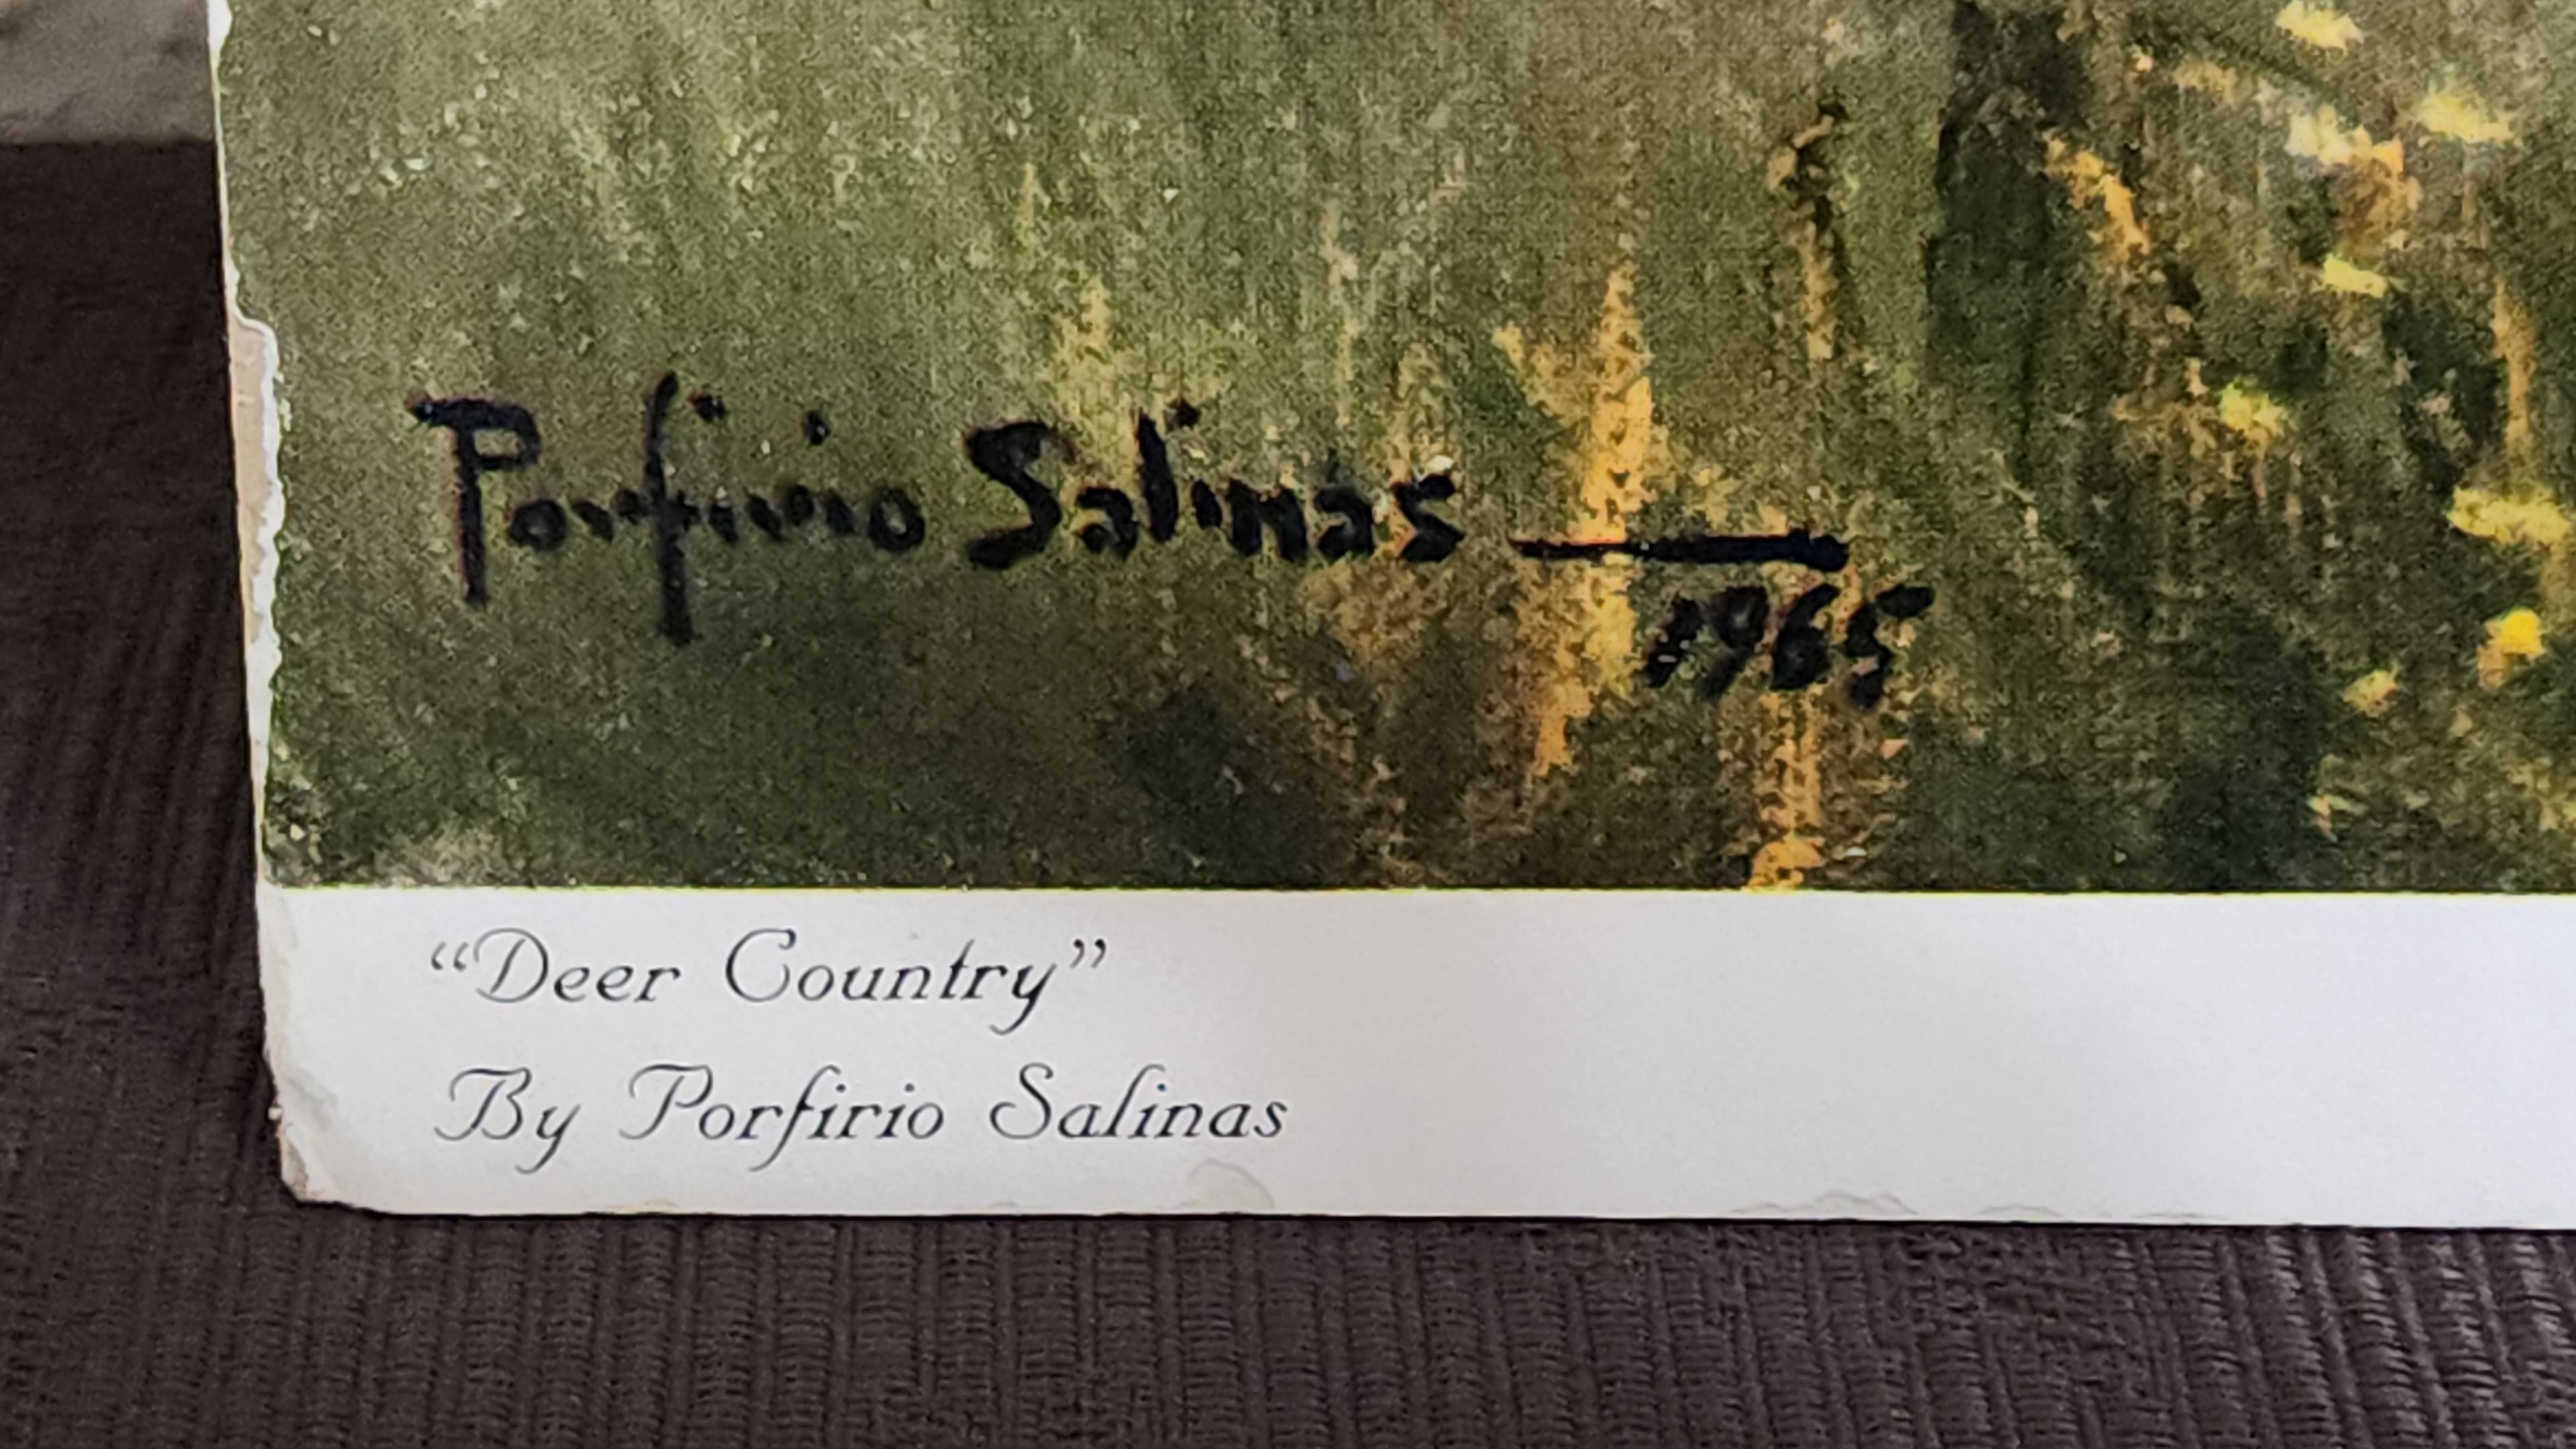 Porfirio Salinas
1965
“Deer Country”
By Porfirio Salinas